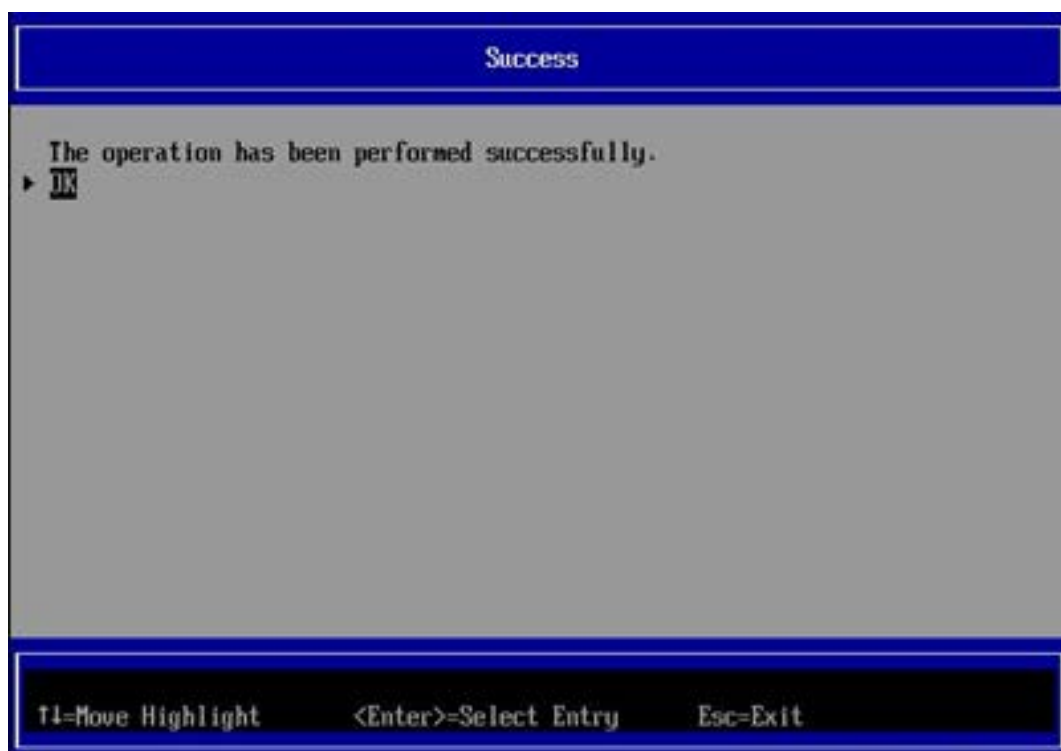 Success
The operation has been performed successfully.
OK
↑↓=Move Highlight <Enter>=Select Entry Esc=Exit